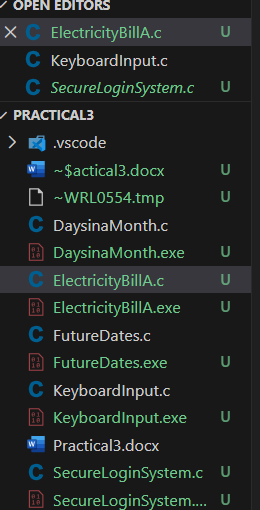 OPEN EDITORS
ElectricityBillA.c U
KeyboardInput.c
SecureLoginSystem.c U
PRACTICAL3
.vscode
~$actical3.docx U
~WRL0554.tmp U
DaysinaMonth.c
DaysinaMonth.exe U
ElectricityBillA.c U
ElectricityBillA.exe U
FutureDates.c
FutureDates.exe U
KeyboardInput.c
KeyboardInput.exe U
Practical3.docx
SecureLoginSystem.c U
SecureLoginSystem.... U